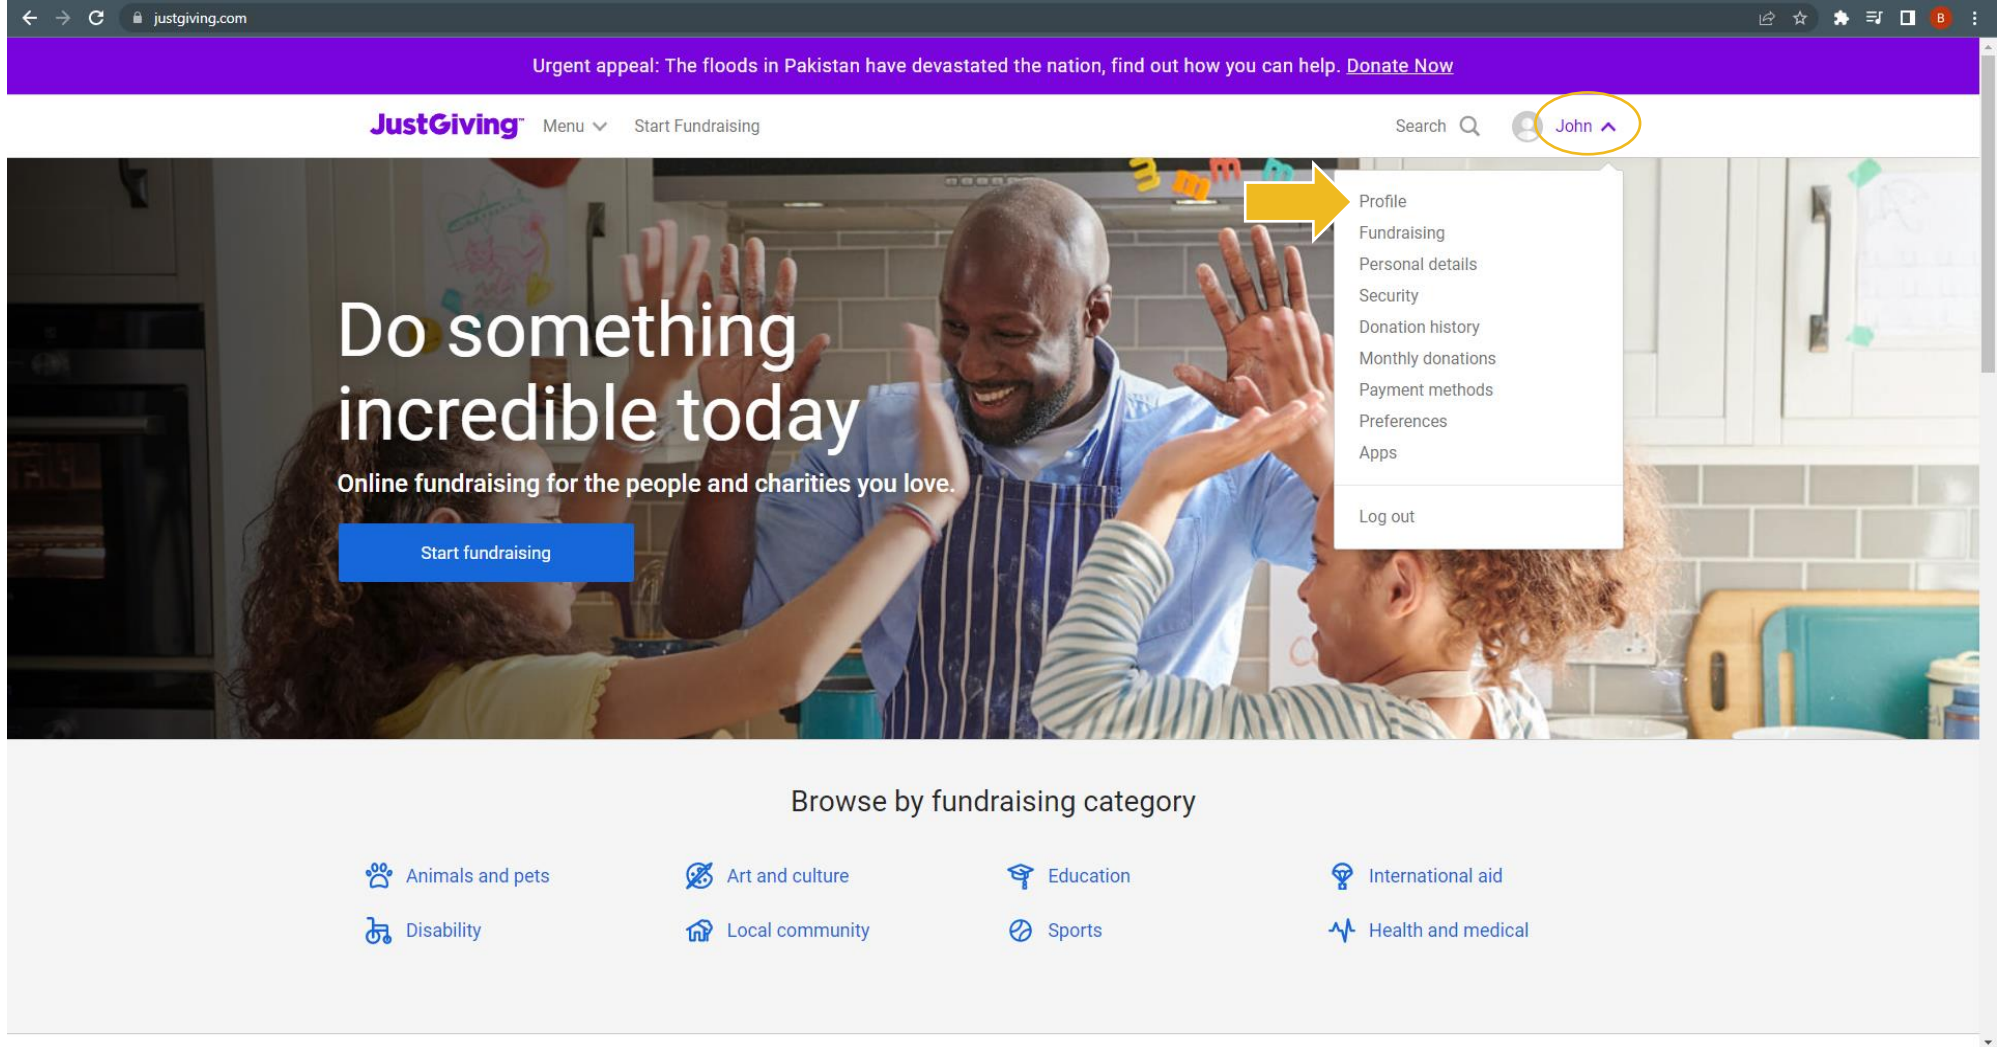 justgiving.com
B
Urgent appeal: The floods in Pakistan have devastated the nation, find out how you can help. Donate Now
JustGiving™ Menu Start Fundraising Search John
Profile
Fundraising
Personal details
Security
Donation history
Monthly donations
Payment methods
Preferences
Apps
Log out
Do something
incredible today
Online fundraising for the people and charities you love.
Start fundraising
Browse by fundraising category
Animals and pets Art and culture Education International aid
Disability Local community Sports Health and medical